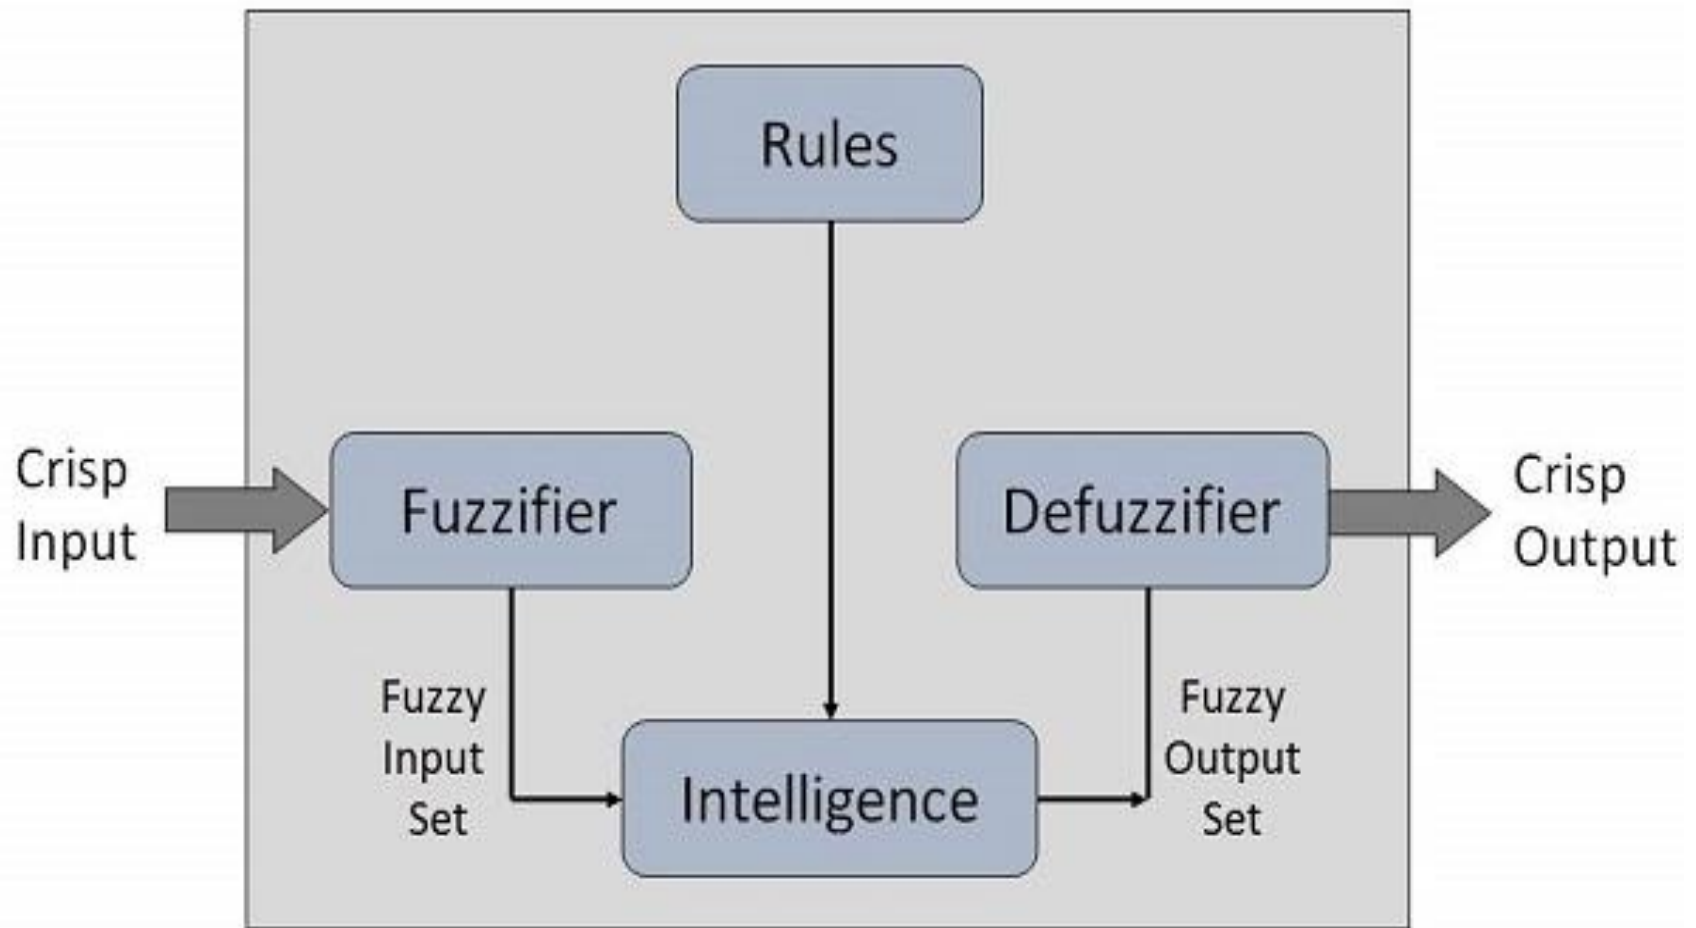 Rules
Crisp
Input
Fuzzifier
Defuzzifier
Crisp
Output
Fuzzy
Input
Set
Intelligence
Fuzzy
Output
Set